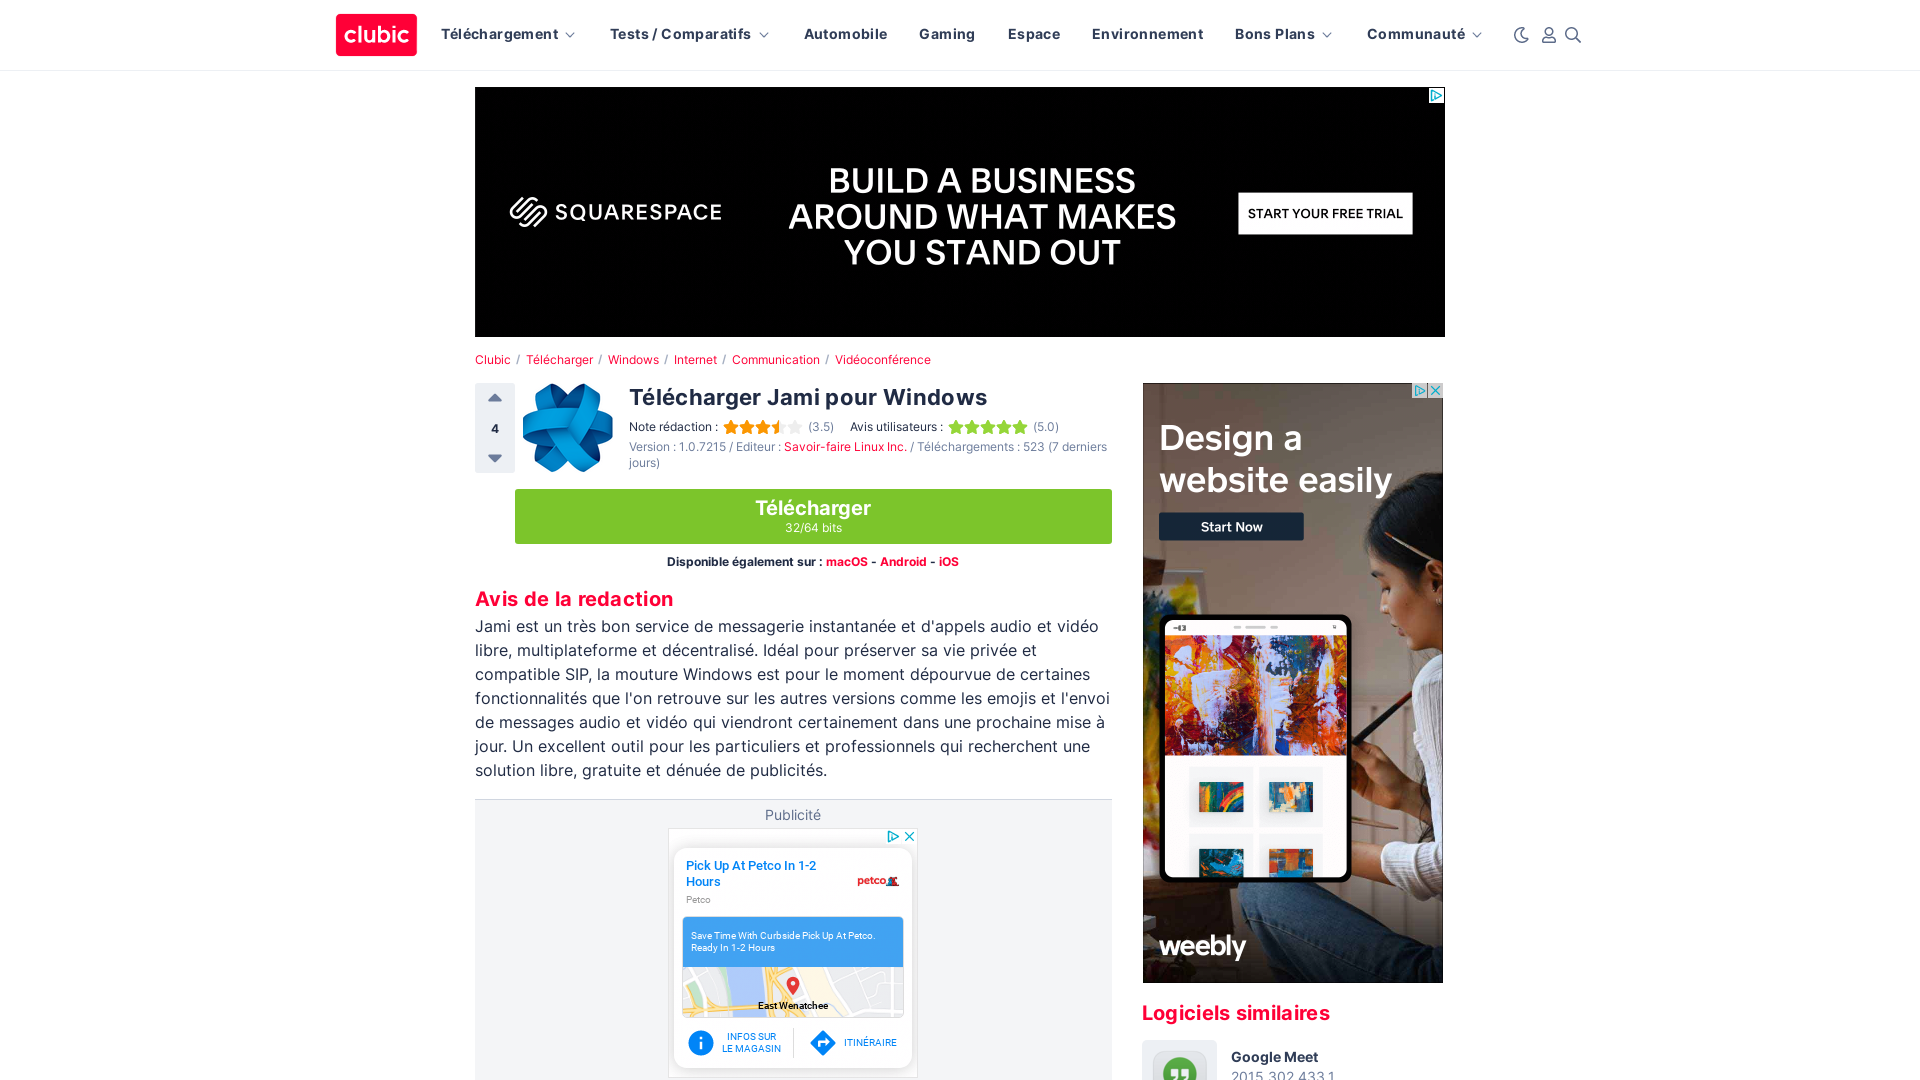 clubic
Téléchargement
Tests / Comparatifs
Automobile
Gaming
Espace
Environnement
Bons Plans
Communauté
SQUARESPACE
BUILD A BUSINESS
AROUND WHAT MAKES
YOU STAND OUT
START YOUR FREE TRIAL
Clubic / Télécharger / Windows / Internet / Communication / Vidéoconférence
4
Télécharger Jami pour Windows
Note rédaction : (3.5) Avis utilisateurs : (5.0)
Version : 1.0.7215 / Editeur : Savoir-faire Linux Inc. / Téléchargements : 523 (7 derniers
jours)
Télécharger
32/64 bits
Disponible également sur : macOS - Android - iOS
Avis de la redaction
Jami est un très bon service de messagerie instantanée et d'appels audio et vidéo
libre, multiplateforme et décentralisé. Idéal pour préserver sa vie privée et
compatible SIP, la mouture Windows est pour le moment dépourvue de certaines
fonctionnalités que l'on retrouve sur les autres versions comme les emojis et l'envoi
de messages audio et vidéo qui viendront certainement dans une prochaine mise à
jour. Un excellent outil pour les particuliers et professionnels qui recherchent une
solution libre, gratuite et dénuée de publicités.
Publicité
Pick Up At Petco In 1-2
Hours
petco
Petco
Save Time With Curbside Pick Up At Petco.
Ready In 1-2 Hours
East Wenatchee
INFOS SUR
LE MAGASIN
ITINÉRAIRE
Design a
website easily
Start Now
weebly
Logiciels similaires
Google Meet
2015.302.433.1